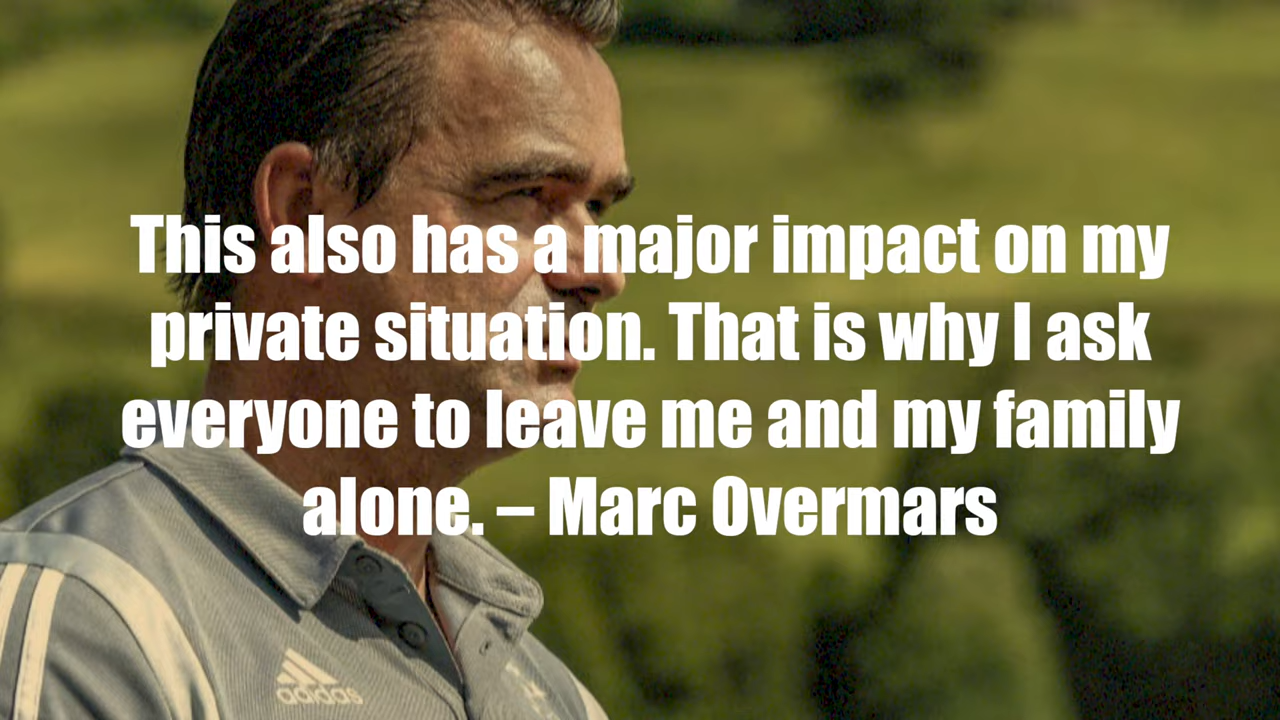 This also has a major impact on my
private situation. That is why I ask
everyone to leave me and my family
alone. – Marc Overmars
adidas